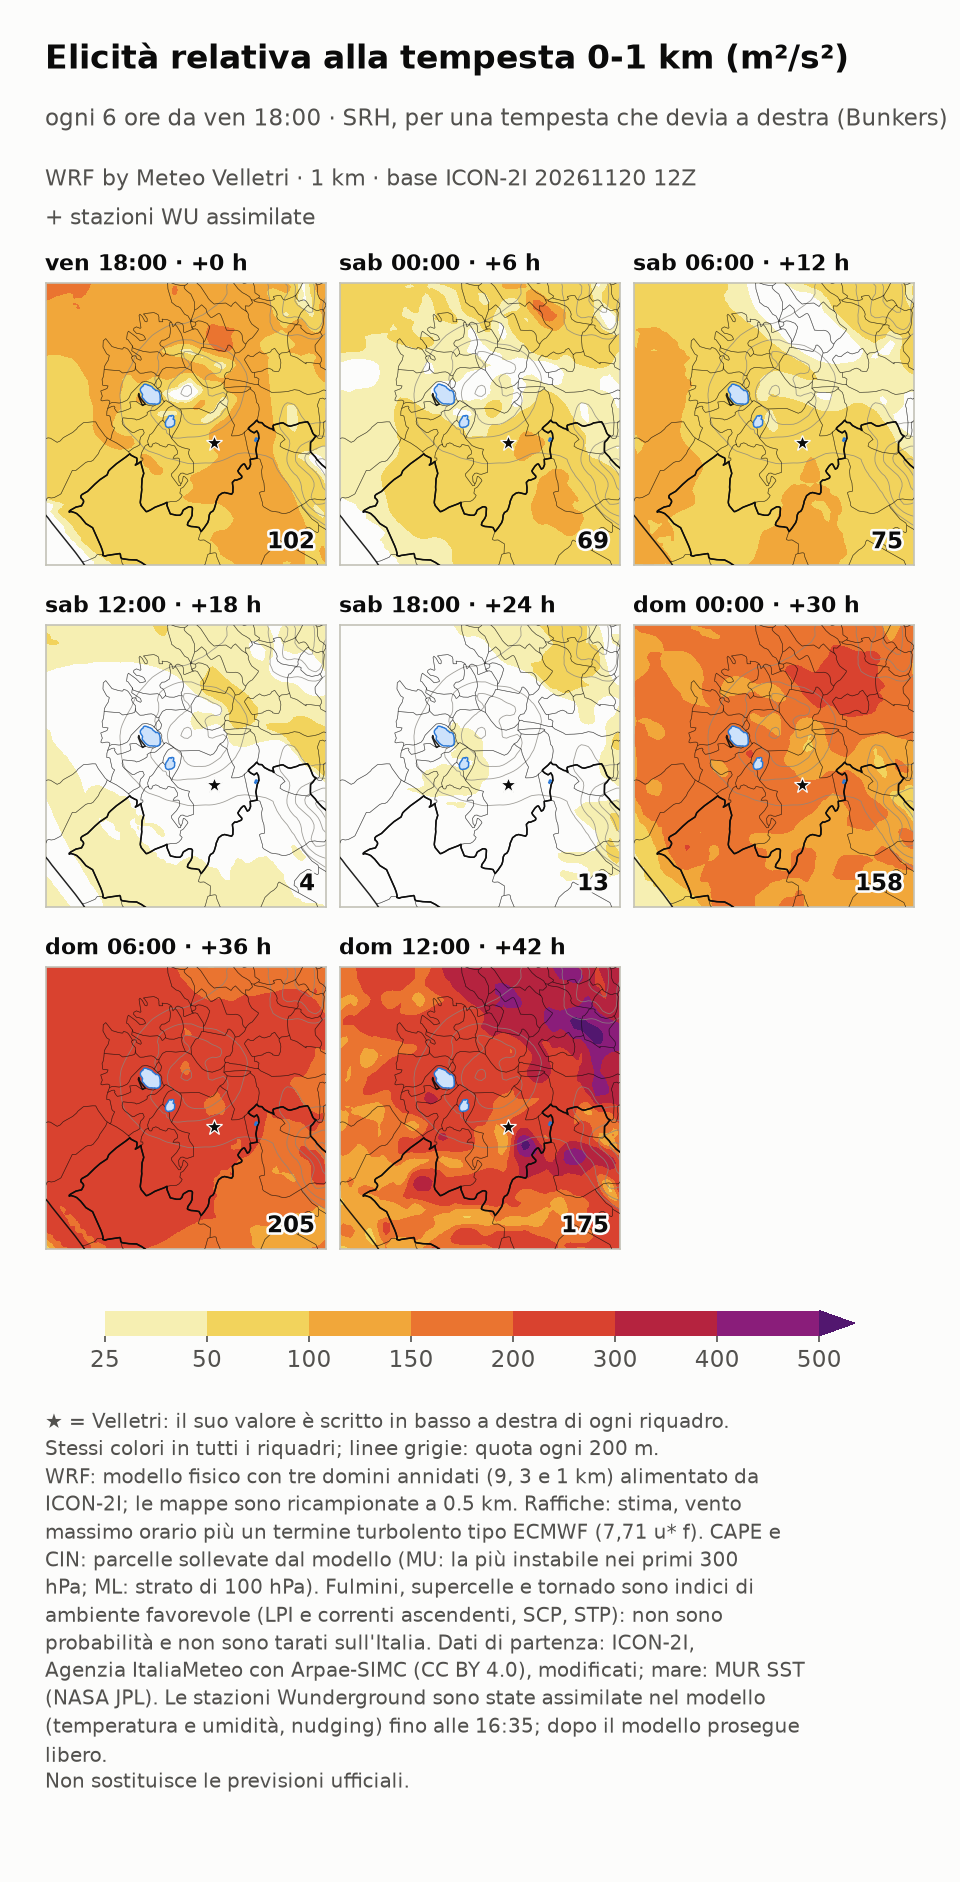 Elicità relativa alla tempesta 0-1 km (m²/s²)
ogni 6 ore da ven 18:00 · SRH, per una tempesta che devia a destra (Bunkers)
WRF by Meteo Velletri · 1 km · base ICON-2I 20261120 12Z
+ stazioni WU assimilate
ven 18:00 · +0 h
sab 00:00 · +6 h
sab 06:00 · +12 h
102
69
75
sab 12:00 · +18 h
sab 18:00 · +24 h
dom 00:00 · +30 h
4
13
158
dom 06:00 · +36 h
dom 12:00 · +42 h
205
175
25 50 100 150 200 300 400 500
★ = Velletri: il suo valore è scritto in basso a destra di ogni riquadro.
Stessi colori in tutti i riquadri; linee grigie: quota ogni 200 m.
WRF: modello fisico con tre domini annidati (9, 3 e 1 km) alimentato da
ICON-2I; le mappe sono ricampionate a 0.5 km. Raffiche: stima, vento
massimo orario più un termine turbolento tipo ECMWF (7,71 u* f). CAPE e
CIN: parcelle sollevate dal modello (MU: la più instabile nei primi 300
hPa; ML: strato di 100 hPa). Fulmini, supercelle e tornado sono indici di
ambiente favorevole (LPI e correnti ascendenti, SCP, STP): non sono
probabilità e non sono tarati sull'Italia. Dati di partenza: ICON-2I,
Agenzia ItaliaMeteo con Arpae-SIMC (CC BY 4.0), modificati; mare: MUR SST
(NASA JPL). Le stazioni Wunderground sono state assimilate nel modello
(temperatura e umidità, nudging) fino alle 16:35; dopo il modello prosegue
libero.
Non sostituisce le previsioni ufficiali.